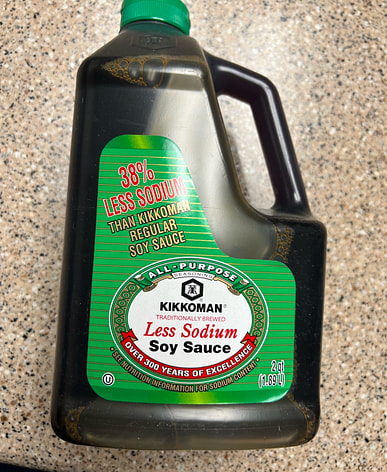 38%
LESS SODIUM
THAN KIKKOMAN
REGULAR
SOY SAUCE
ALL-PURPOSE
SEASONING
KIKKOMAN®
TRADITIONALLY BREWED
Less Sodium
Soy Sauce
OVER 300 YEARS OF EXCELLENCE
*SEE NUTRITION INFORMATION FOR SODIUM CONTENT*
U
2 qt
(1.89 L)